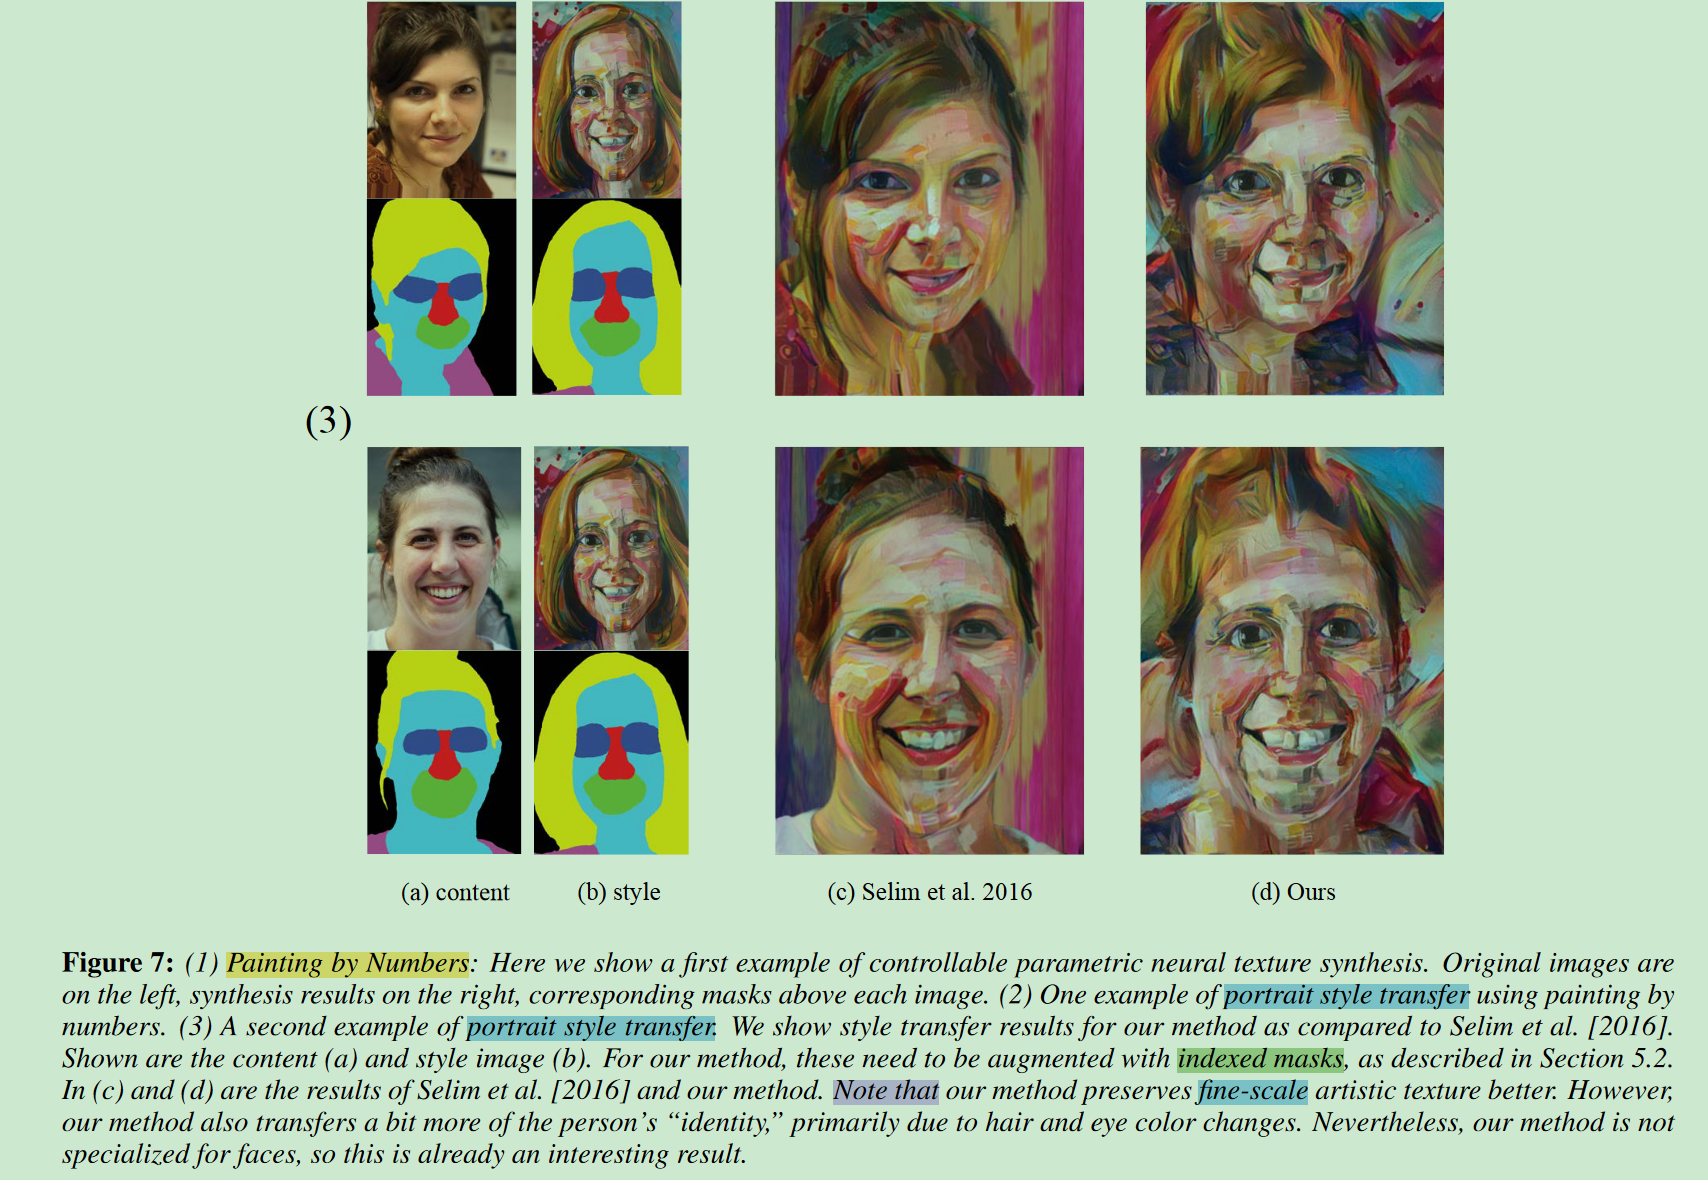 (3)
(a) content
(b) style
(c) Selim et al. 2016
(d) Ours
Figure 7: (1) Painting by Numbers: Here we show a first example of controllable parametric neural texture synthesis. Original images are
on the left, synthesis results on the right, corresponding masks above each image. (2) One example of portrait style transfer using painting by
numbers. (3) A second example of portrait style transfer. We show style transfer results for our method as compared to Selim et al. [2016].
Shown are the content (a) and style image (b). For our method, these need to be augmented with indexed masks, as described in Section 5.2.
In (c) and (d) are the results of Selim et al. [2016] and our method. Note that our method preserves fine-scale artistic texture better. However,
our method also transfers a bit more of the person's “identity,” primarily due to hair and eye color changes. Nevertheless, our method is not
specialized for faces, so this is already an interesting result.